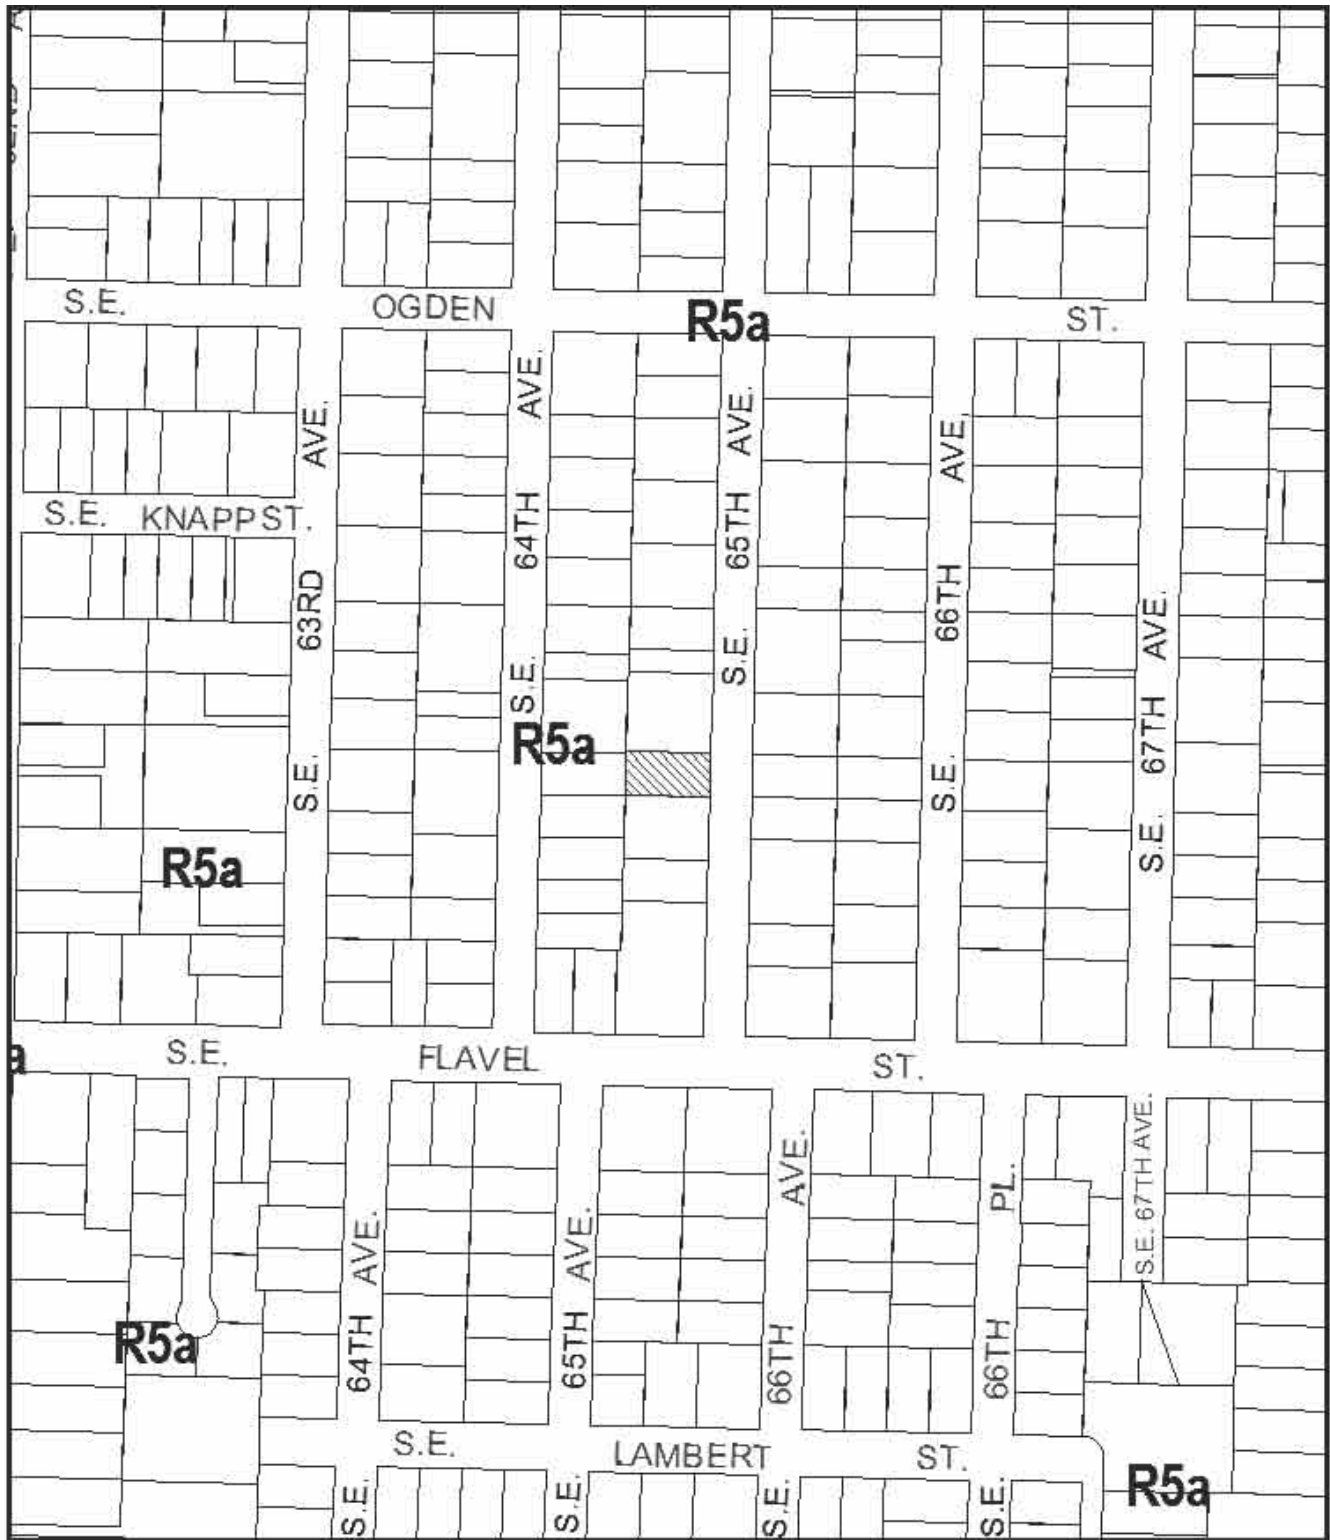 S.E. OGDEN ST.
R5a
S.E. KNAPP ST.
S.E. 63RD AVE.
S.E. 64TH AVE.
S.E. 65TH AVE.
S.E. 66TH AVE.
S.E. 67TH AVE.
R5a
R5a
S.E. FLAVEL ST.
a
64TH AVE.
65TH AVE.
66TH AVE.
66TH PL.
S.E. 67TH AVE.
R5a
S.E. LAMBERT ST.
R5a
S.E.
S.E.
S.E.
S.E.